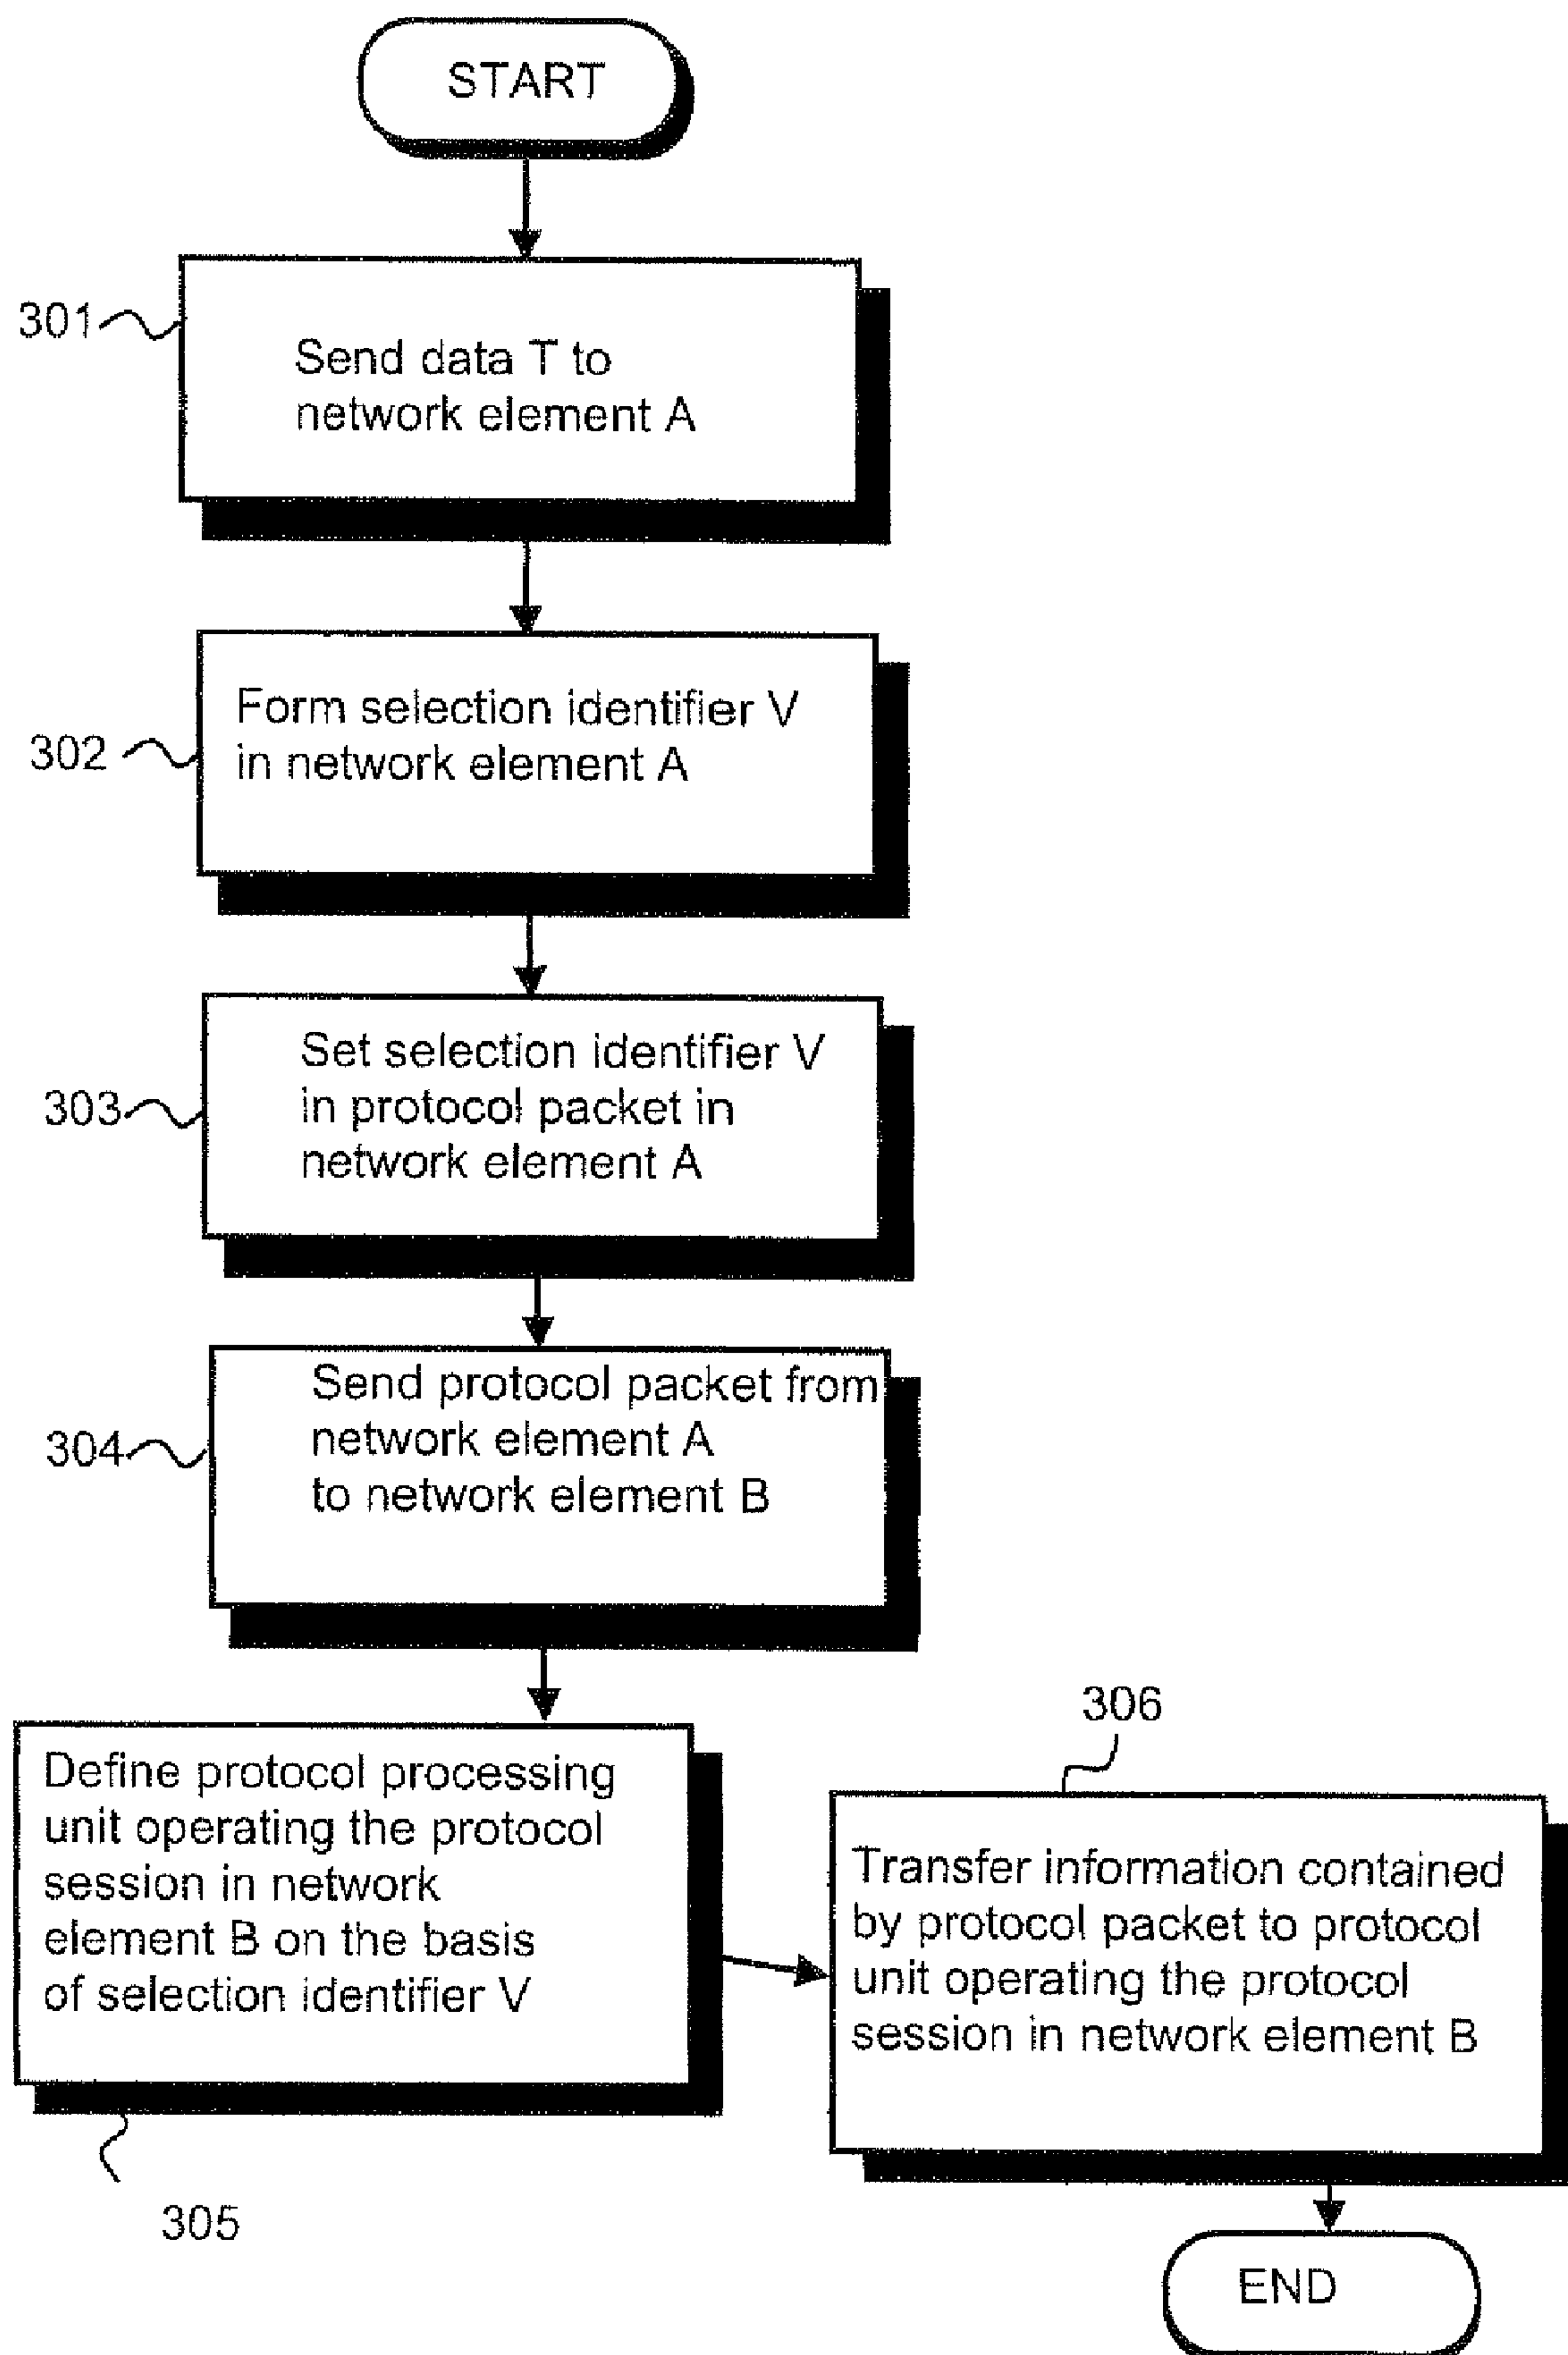 START
301
Send data T to
network element A
302
Form selection identifier V
in network element A
303
Set selection identifier V
in protocol packet in
network element A
304
Send protocol packet from
network element A
to network element B
Define protocol processing
unit operating the protocol
session in network
element B on the basis
of selection identifier V
305
306
Transfer information contained
by protocol packet to protocol
unit operating the protocol
session in network element B
END